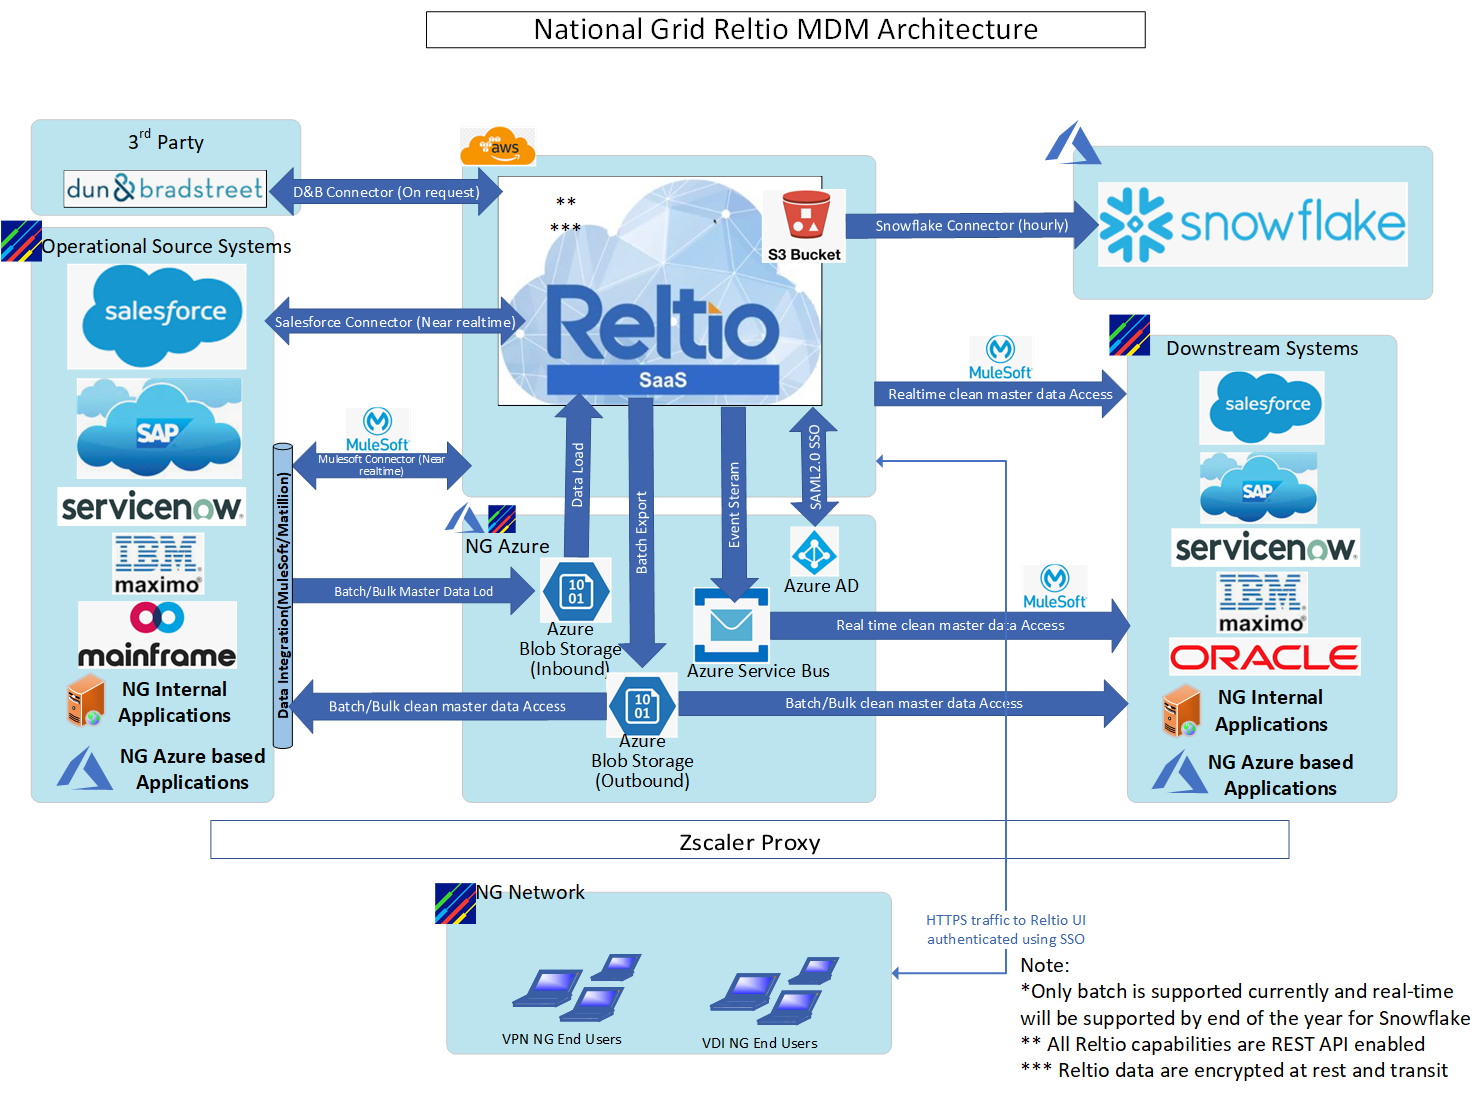 National Grid Reltio MDM Architecture
3rd Party
dun & bradstreet
D&B Connector (On request)
aws
**
***
S3 Bucket
Reltio
SaaS
Snowflake Connector (hourly)
snowflake
Operational Source Systems
salesforce
Salesforce Connector (Near realtime)
SAP
servicenow
IBM
maximo
mainframe
NG Internal
Applications
NG Azure based
Applications
Data Integration(MuleSoft/Matillion)
MuleSoft
Mulesoft Connector (Near
realtime)
Data Load
Batch Export
Event Steram
SAML2.0 SSO
NG Azure
Batch/Bulk Master Data Lod
10
01
Azure
Blob Storage
(Inbound)
Azure AD
Azure Service Bus
Batch/Bulk clean master data Access
10
01
Azure
Blob Storage
(Outbound)
MuleSoft
Realtime clean master data Access
MuleSoft
Real time clean master data Access
Batch/Bulk clean master data Access
Downstream Systems
salesforce
SAP
servicenow
IBM
maximo
ORACLE
NG Internal
Applications
NG Azure based
Applications
Zscaler Proxy
NG Network
VPN NG End Users
VDI NG End Users
HTTPS traffic to Reltio UI
authenticated using SSO
Note:
*Only batch is supported currently and real-time
will be supported by end of the year for Snowflake
** All Reltio capabilities are REST API enabled
*** Reltio data are encrypted at rest and transit